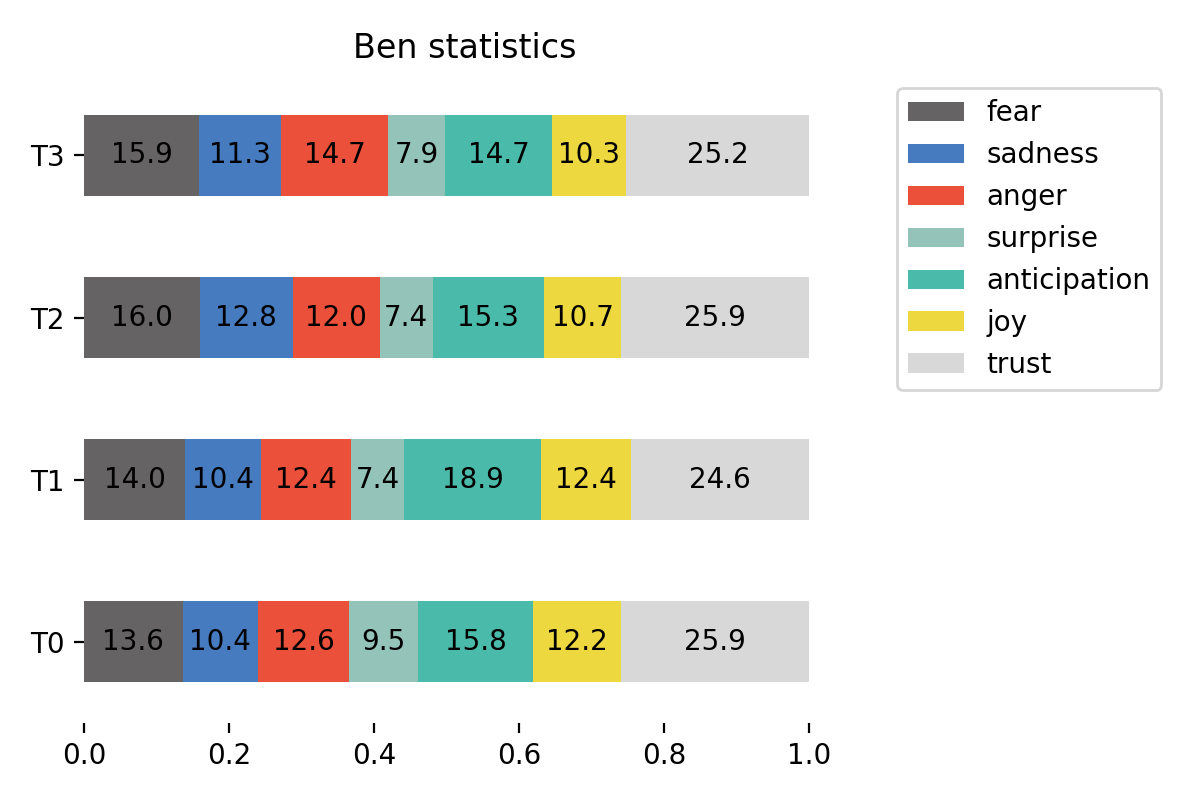 Ben statistics
T3 15.9 11.3 14.7 7.9 14.7 10.3 25.2
T2 16.0 12.8 12.0 7.4 15.3 10.7 25.9
T1 14.0 10.4 12.4 7.4 18.9 12.4 24.6
T0 13.6 10.4 12.6 9.5 15.8 12.2 25.9
0.0 0.2 0.4 0.6 0.8 1.0
fear
sadness
anger
surprise
anticipation
joy
trust